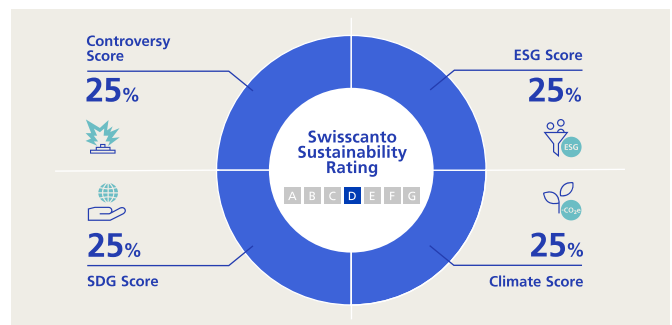 Controversy
Score
25%
ESG Score
25%
ESG
Swisscanto
Sustainability
Rating
A B C D E F G
25%
SDG Score
-CO₂e
25%
Climate Score